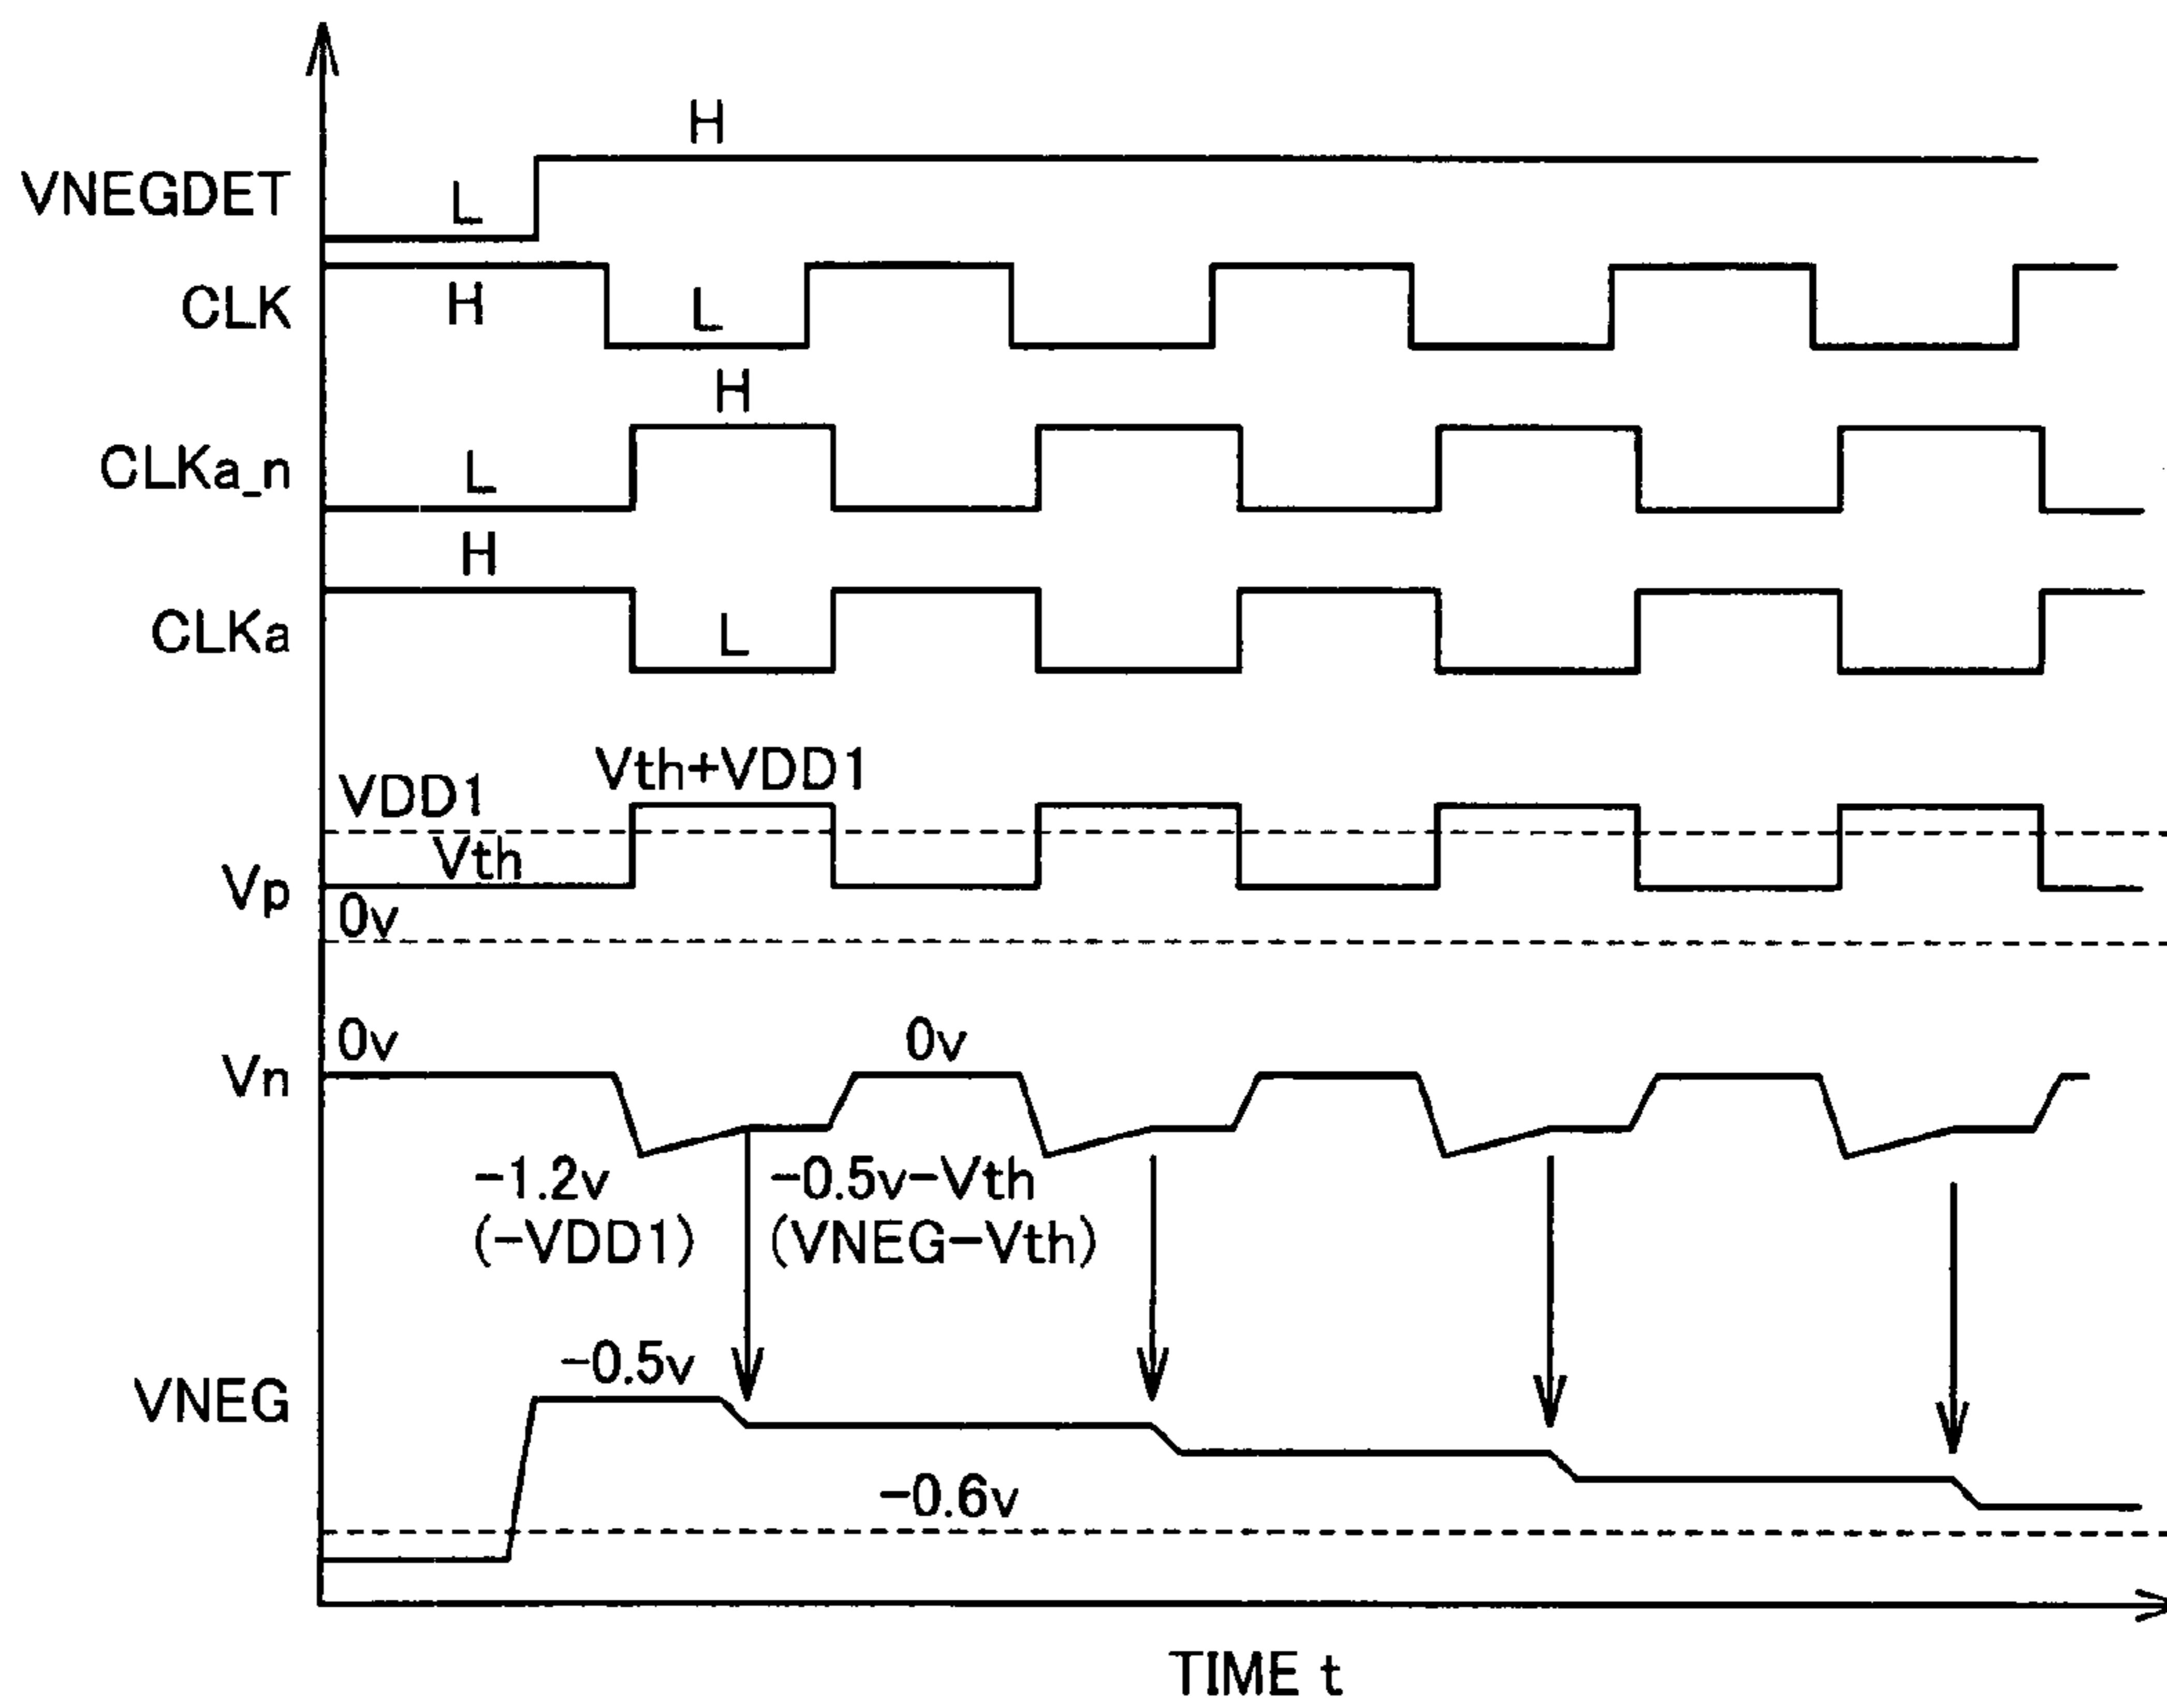 H
VNEGDET
L
CLK
H
L
H
CLKa_n
L
H
CLKa
L
VDD1
Vth+VDD1
Vth
Vp
0v
0v
0v
Vn
-1.2v
(-VDD1)
-0.5v-Vth
(VNEG-Vth)
-0.5v
VNEG
-0.6v
TIME t